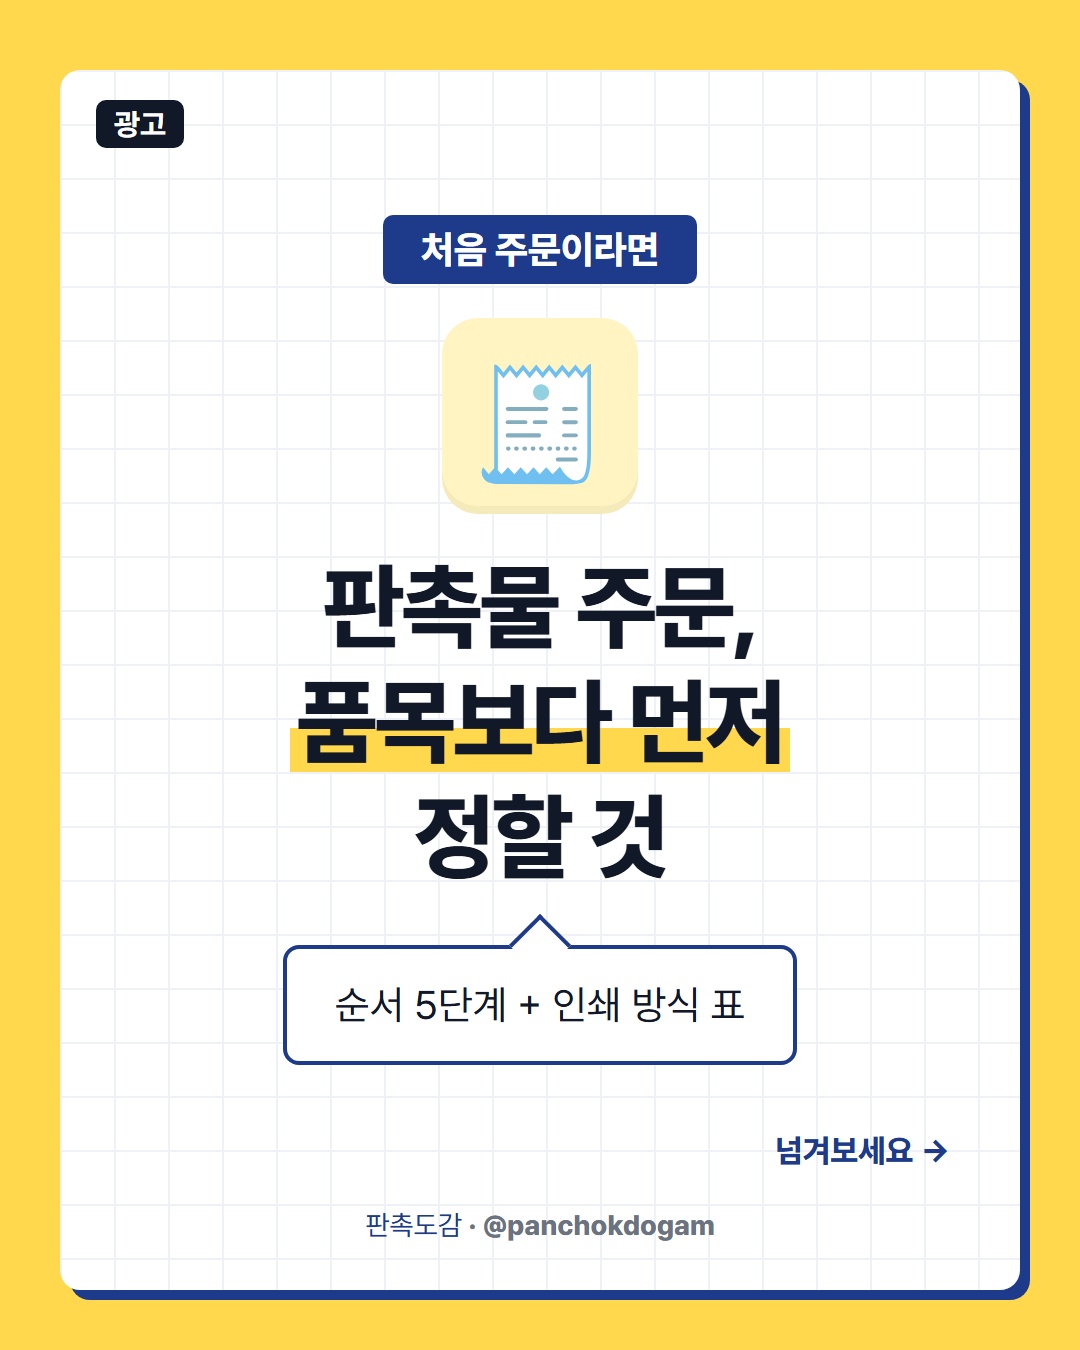 광고
처음 주문이라면
판촉물 주문,
품목보다 먼저
정할 것
순서 5단계 + 인쇄 방식 표
넘겨보세요 →
판촉도감 · @panchokdogam